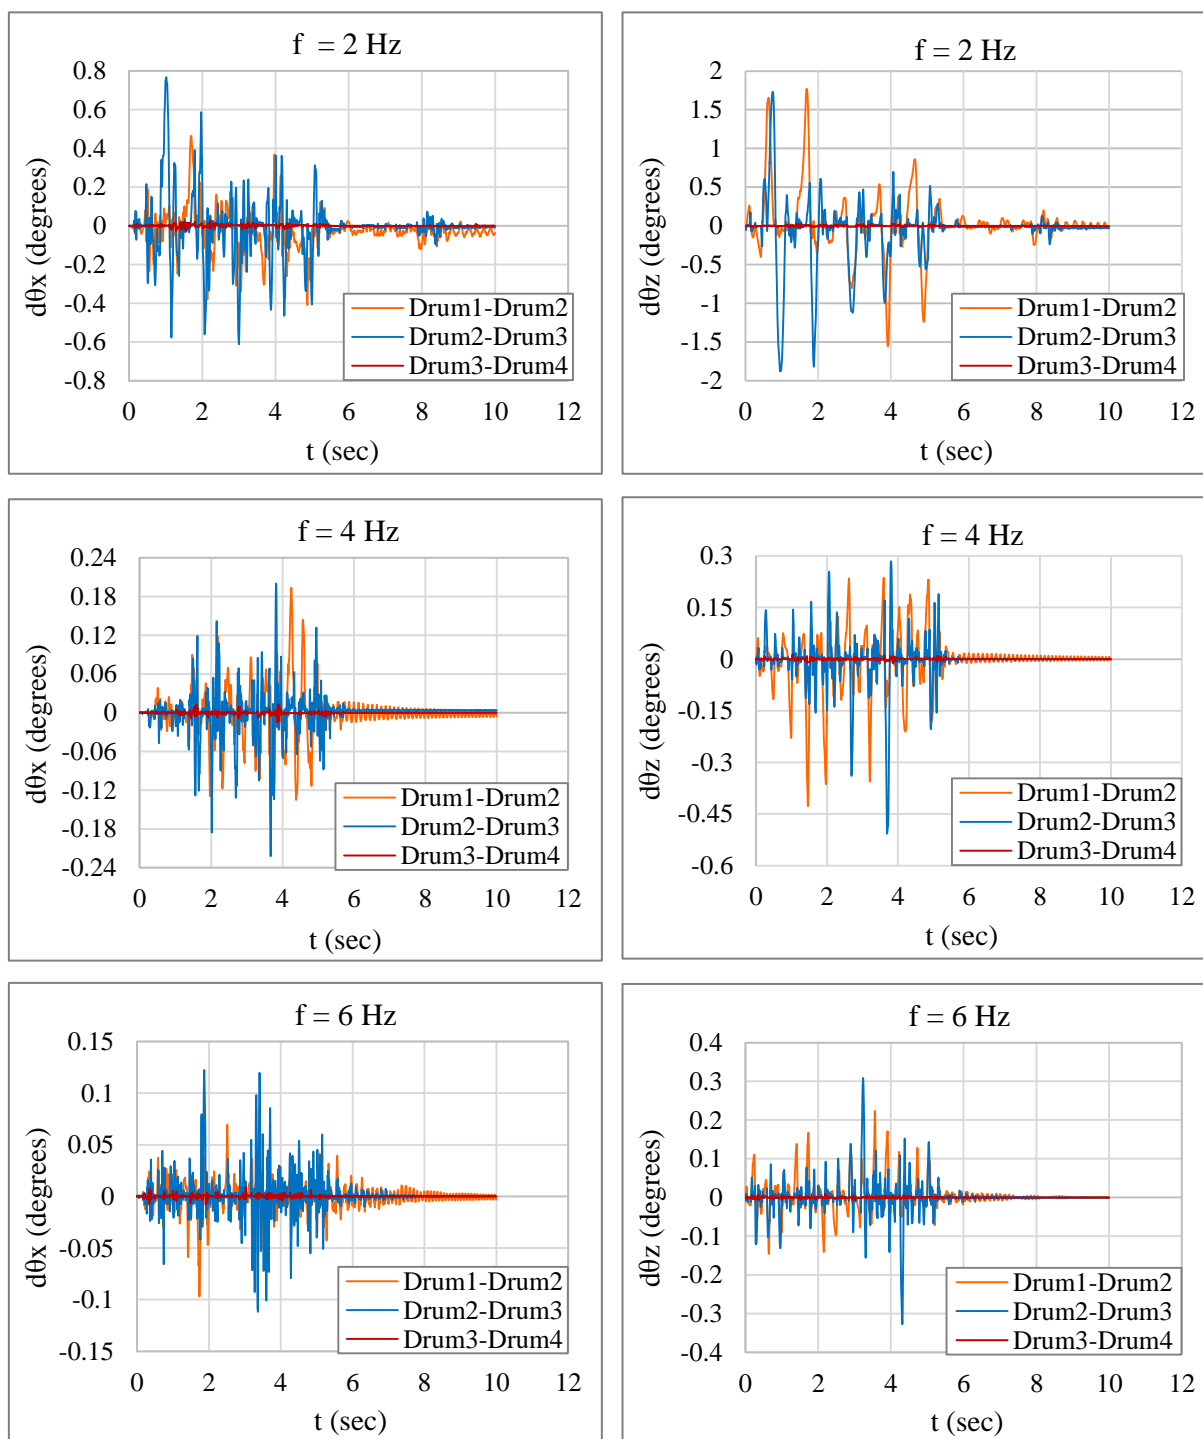 f = 2 Hz
0.8
0.6
0.4
0.2
0
-0.2
-0.4
-0.6
-0.8
dθx (degrees)
Drum1-Drum2
Drum2-Drum3
Drum3-Drum4
0 2 4 6 8 10 12
t (sec)
f = 2 Hz
2
1.5
1
0.5
0
-0.5
-1
-1.5
-2
dθz (degrees)
Drum1-Drum2
Drum2-Drum3
Drum3-Drum4
0 2 4 6 8 10 12
t (sec)
f = 4 Hz
0.24
0.18
0.12
0.06
0
-0.06
-0.12
-0.18
-0.24
dθx (degrees)
Drum1-Drum2
Drum2-Drum3
Drum3-Drum4
0 2 4 6 8 10 12
t (sec)
f = 4 Hz
0.3
0.15
0
-0.15
-0.3
-0.45
-0.6
dθz (degrees)
Drum1-Drum2
Drum2-Drum3
Drum3-Drum4
0 2 4 6 8 10 12
t (sec)
f = 6 Hz
0.15
0.1
0.05
0
-0.05
-0.1
-0.15
dθx (degrees)
Drum1-Drum2
Drum2-Drum3
Drum3-Drum4
0 2 4 6 8 10 12
t (sec)
f = 6 Hz
0.4
0.3
0.2
0.1
0
-0.1
-0.2
-0.3
-0.4
dθz (degrees)
Drum1-Drum2
Drum2-Drum3
Drum3-Drum4
0 2 4 6 8 10 12
t (sec)